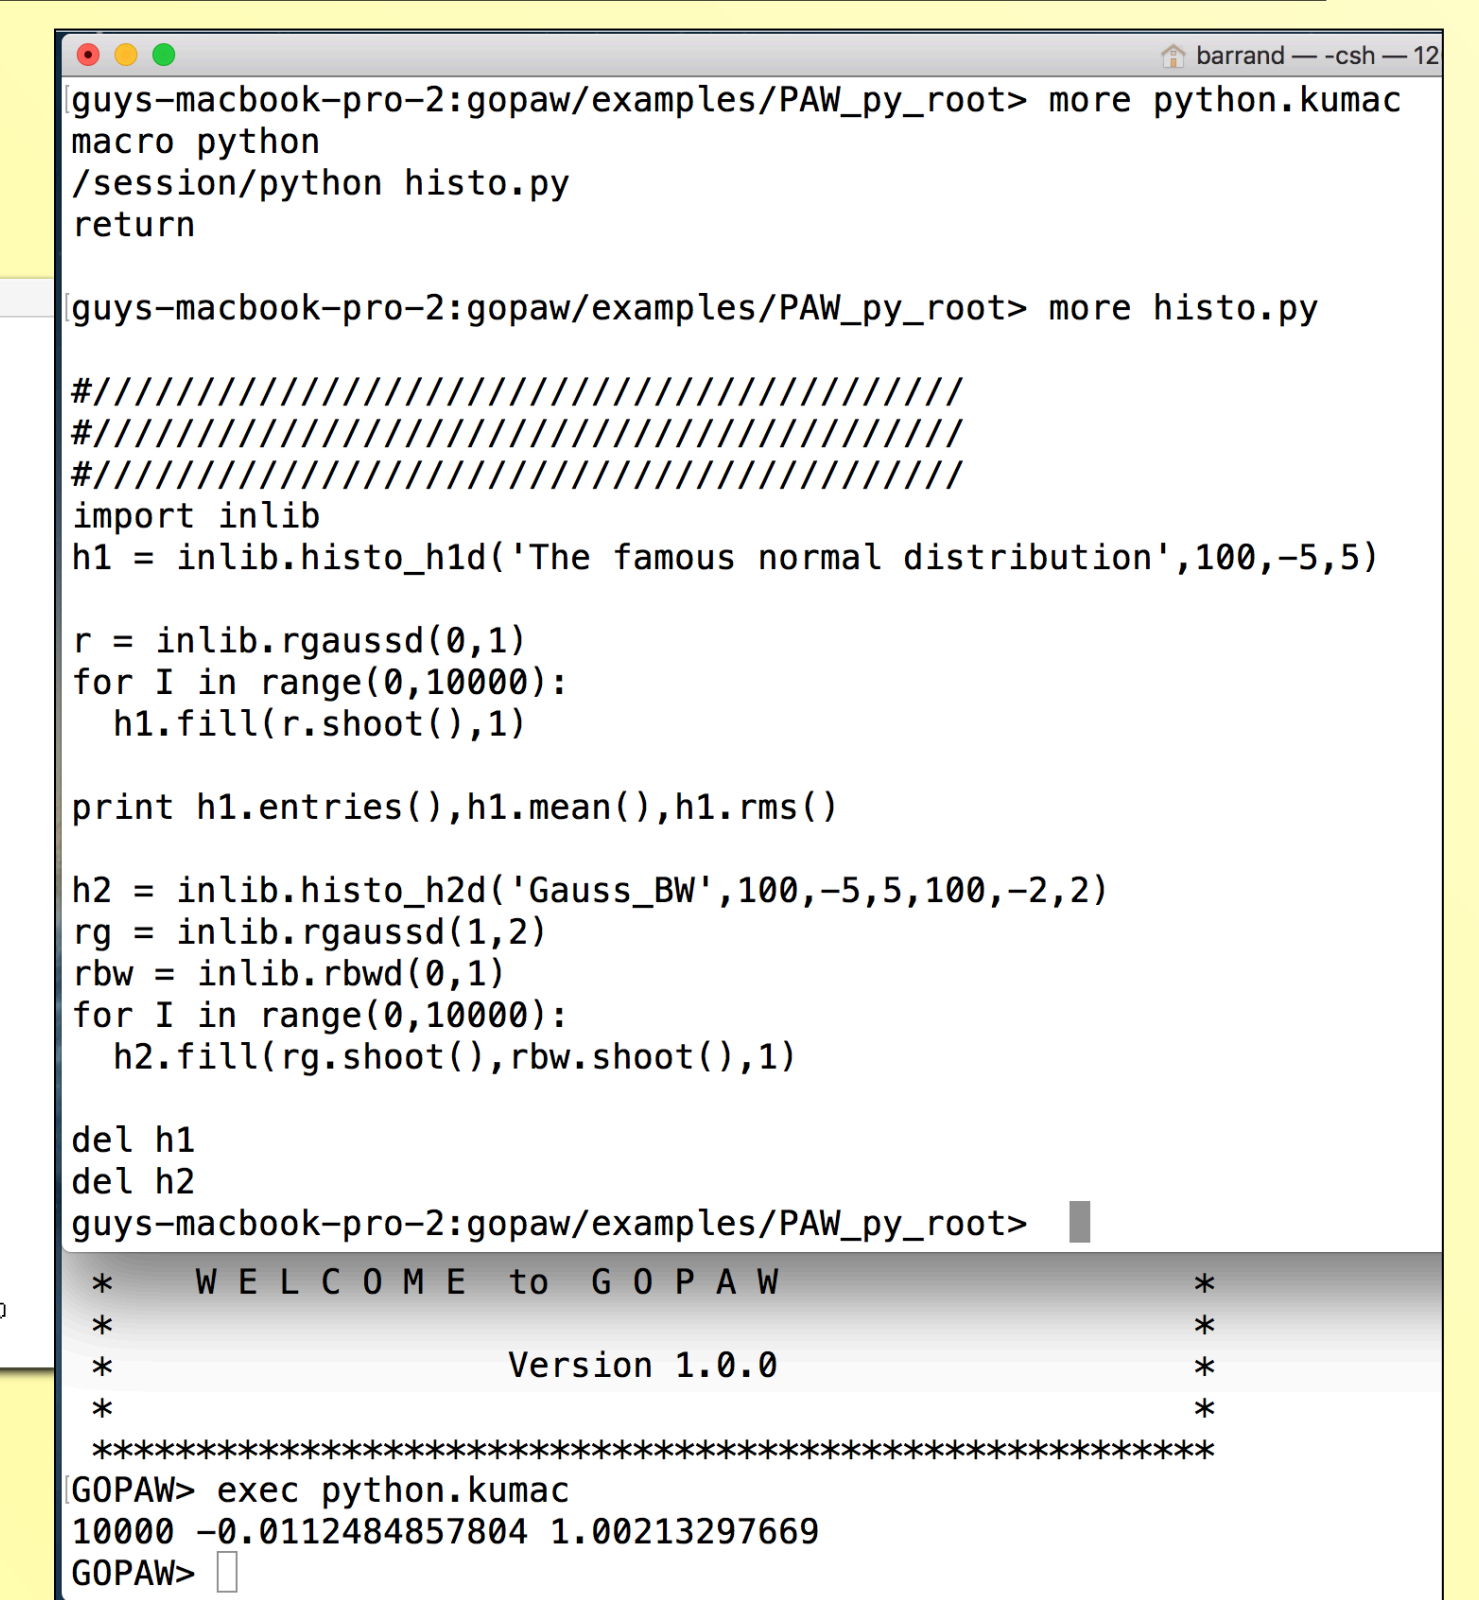 barrand — -csh — 12
guys-macbook-pro-2:gopaw/examples/PAW_py_root> more python.kumac
macro python
/session/python histo.py
return
guys-macbook-pro-2:gopaw/examples/PAW_py_root> more histo.py
#//////////////////////////////////////////
#//////////////////////////////////////////
#//////////////////////////////////////////
import inlib
h1 = inlib.histo_h1d('The famous normal distribution',100,-5,5)
r = inlib.rgaussd(0,1)
for I in range(0,10000):
  h1.fill(r.shoot(),1)
print h1.entries(),h1.mean(),h1.rms()
h2 = inlib.histo_h2d('Gauss_BW',100,-5,5,100,-2,2)
rg = inlib.rgaussd(1,2)
rbw = inlib.rbwd(0,1)
for I in range(0,10000):
  h2.fill(rg.shoot(),rbw.shoot(),1)
del h1
del h2
guys-macbook-pro-2:gopaw/examples/PAW_py_root>
*    W E L C O M E  to  G O P A W                    *
*                                                     *
*                   Version 1.0.0                    *
*                                                     *
******************************************************
GOPAW> exec python.kumac
10000 -0.0112484857804 1.00213297669
GOPAW>